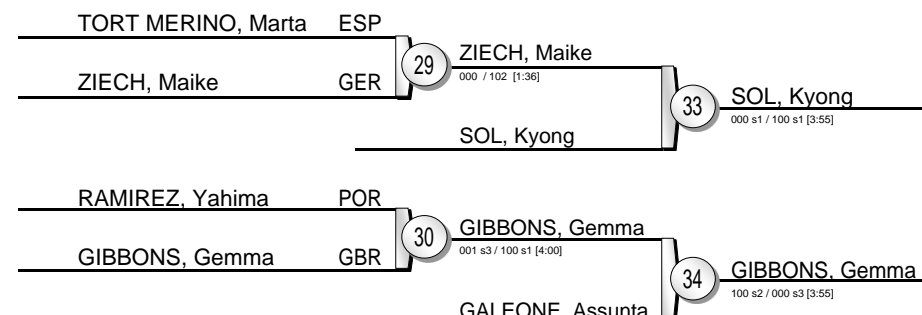 TORT MERINO, Marta ESP
ZIECH, Maike GER
29
ZIECH, Maike
000 / 102 [1:36]
SOL, Kyong
33
SOL, Kyong
000 s1 / 100 s1 [3:55]
RAMIREZ, Yahima POR
GIBBONS, Gemma GBR
30
GIBBONS, Gemma
001 s3 / 100 s1 [4:00]
GALEONE, Assunta
34
GIBBONS, Gemma
100 s2 / 000 s3 [3:55]